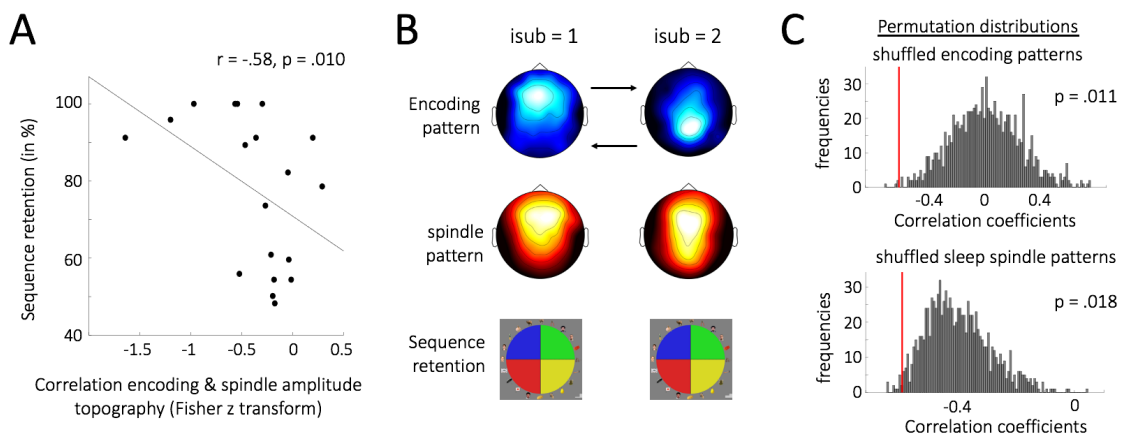 A
r = -.58, p = .010
Sequence retention (in %)
100
80
60
40
-1.5
-1
-0.5
0
0.5
Correlation encoding & spindle amplitude
topography (Fisher z transform)
B
isub = 1
isub = 2
Encoding
pattern
spindle
pattern
Sequence
retention
C
Permutation distributions
shuffled encoding patterns
p = .011
frequencies
30
20
10
0
-0.4
0
0.4
Correlation coefficients
shuffled sleep spindle patterns
p = .018
frequencies
30
20
10
0
-0.4
0
Correlation coefficients